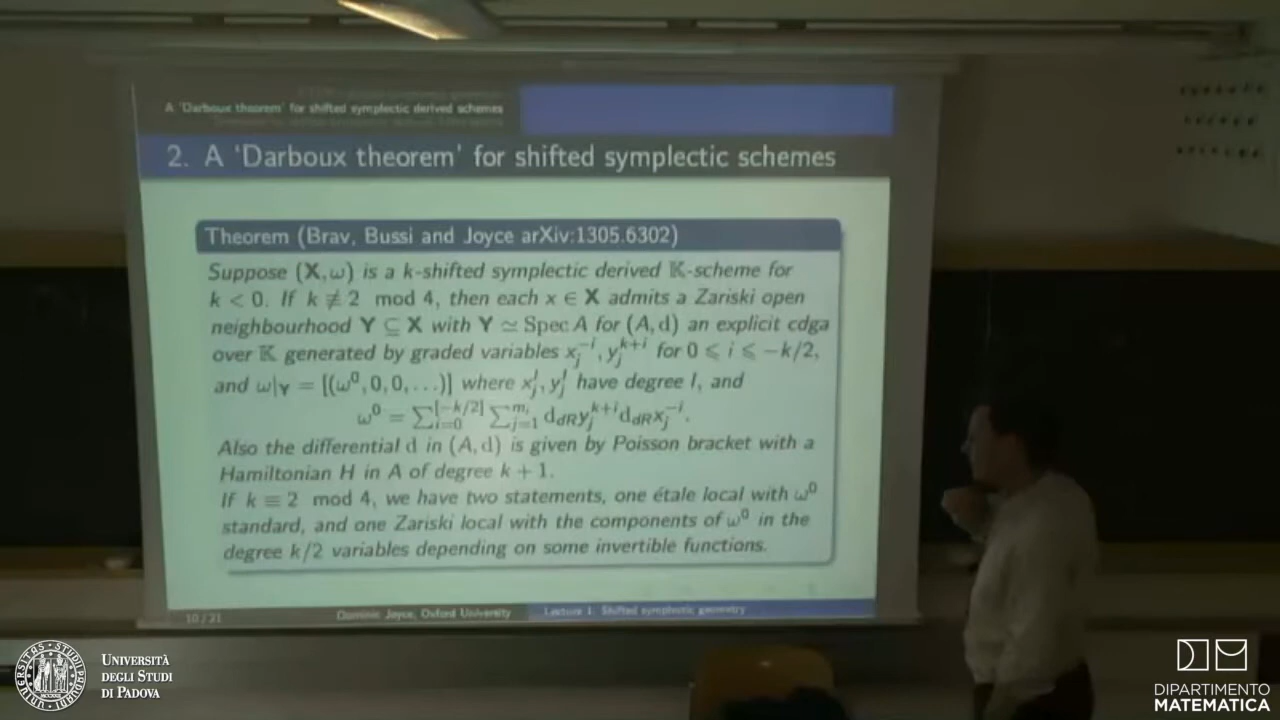 A 'Darboux theorem' for shifted symplectic derived schemes
2. A 'Darboux theorem' for shifted symplectic schemes
Theorem (Brav, Bussi and Joyce arXiv:1305.6302)
Suppose (𝐗, ω) is a k-shifted symplectic derived 𝕂-scheme for
k < 0. If k ≢ 2 mod 4, then each x ∈ 𝐗 admits a Zariski open
neighbourhood 𝐘 ⊆ 𝐗 with 𝐘 ≃ Spec A for (A, d) an explicit cdga
over 𝕂 generated by graded variables x_j^{-i}, y_j^{k+i} for 0 ⩽ i ⩽ −k/2,
and ω|_𝐘 = [(ω^0, 0, 0, . . .)] where x_j^l, y_j^l have degree l, and
ω^0 = ∑_{i=0}^{[−k/2]} ∑_{j=1}^{m_i} d_{dR}y_j^{k+i} d_{dR}x_j^{−i}.
Also the differential d in (A, d) is given by Poisson bracket with a
Hamiltonian H in A of degree k + 1.
If k ≡ 2 mod 4, we have two statements, one étale local with ω^0
standard, and one Zariski local with the components of ω^0 in the
degree k/2 variables depending on some invertible functions.
10 / 21 Dominic Joyce, Oxford University Lecture 1: Shifted symplectic geometry
UNIVERSITÀ
DEGLI STUDI
DI PADOVA
DIPARTIMENTO
MATEMATICA